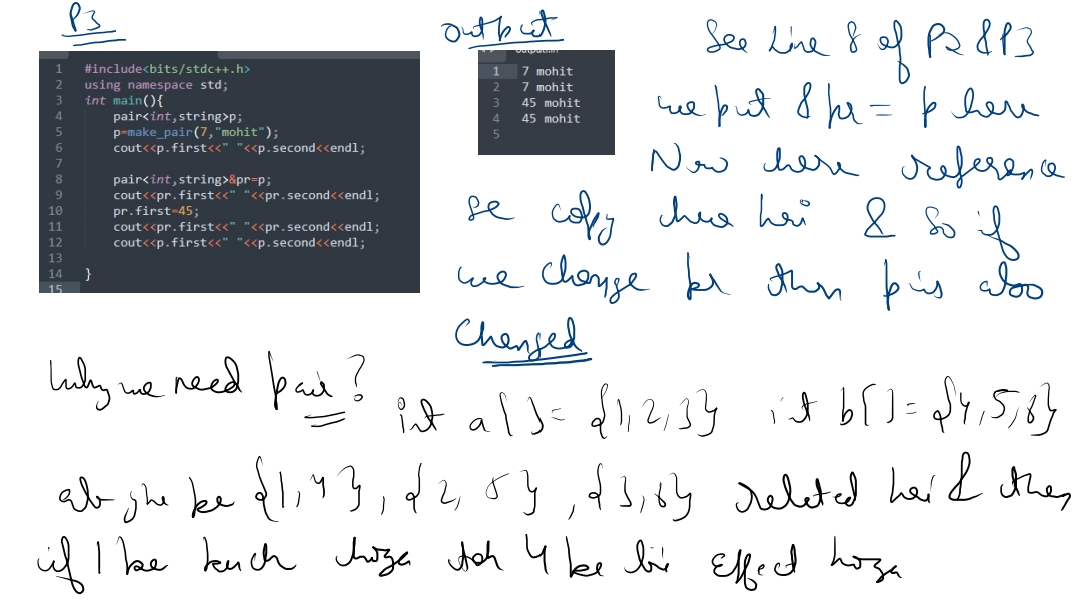 P3
1 #include<bits/stdc++.h>
2 using namespace std;
3 int main(){
4 pair<int,string>p;
5 p=make_pair(7,"mohit");
6 cout<<p.first<<" "<<p.second<<endl;
7
8 pair<int,string>&pr=p;
9 cout<<pr.first<<" "<<pr.second<<endl;
10 pr.first=45;
11 cout<<pr.first<<" "<<pr.second<<endl;
12 cout<<p.first<<" "<<p.second<<endl;
13
14 }
15
Output
1 7 mohit
2 7 mohit
3 45 mohit
4 45 mohit
5
See Line 8 of P2 & P3
we put & pr = p here
Now here reference
se copy hua hai & so if
we change pr then p is also
Changed
Why we need pair?
int a[] = {1,2,3} int b[] = {4,5,6}
ab ye ke {1,4}, {2,5}, {3,6} related hai & then
if 1 ke kuch hoga toh 4 ke bhi effect hoga